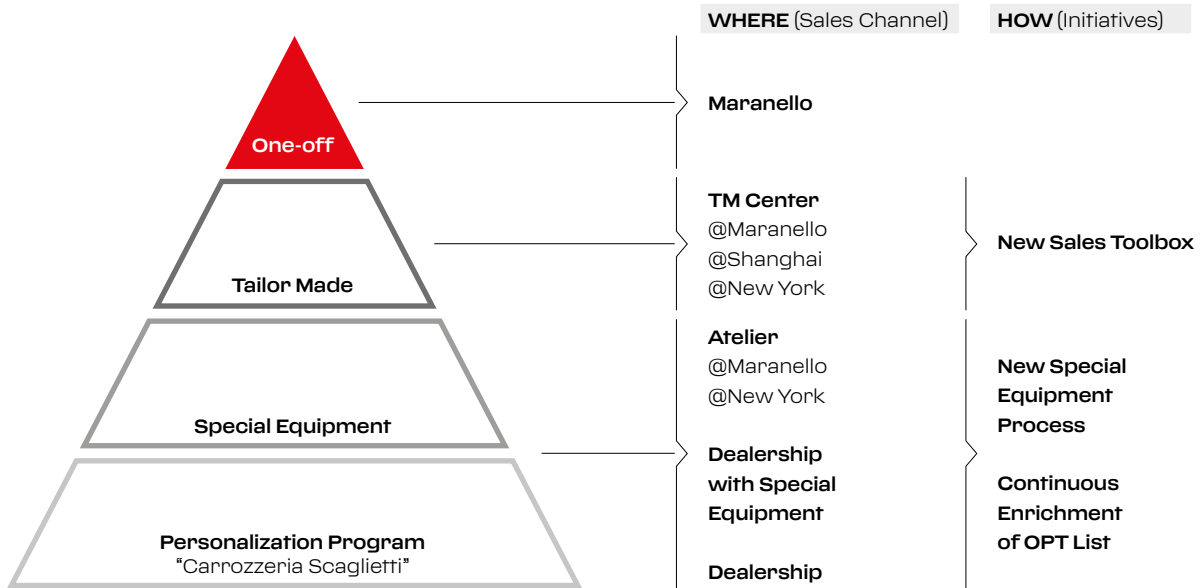 WHERE (Sales Channel)
HOW (Initiatives)
One-off
Maranello
Tailor Made
TM Center
@Maranello
@Shanghai
@New York
New Sales Toolbox
Special Equipment
Personalization Program
"Carrozzeria Scaglietti"
Atelier
@Maranello
@New York
Dealership
with Special
Equipment
Dealership
New Special
Equipment
Process
Continuous
Enrichment
of OPT List